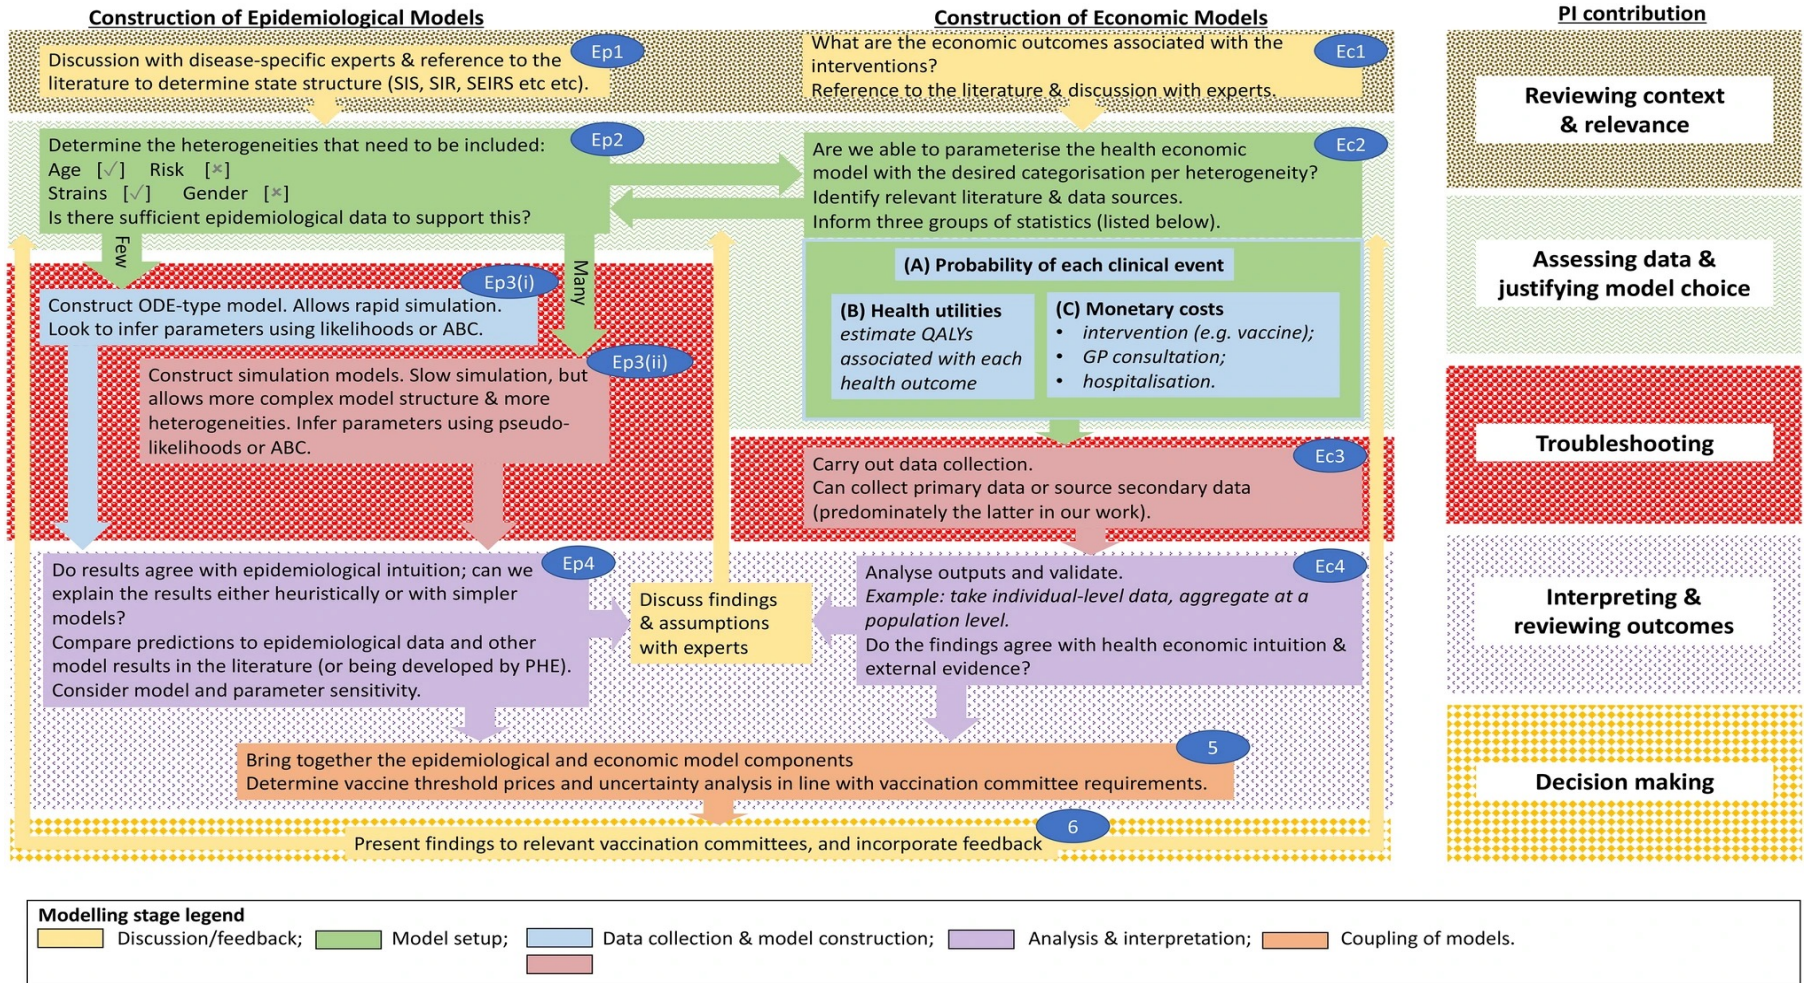 Construction of Epidemiological Models
Construction of Economic Models
PI contribution
Ep1
Discussion with disease-specific experts & reference to the
literature to determine state structure (SIS, SIR, SEIRS etc etc).
Ec1
What are the economic outcomes associated with the
interventions?
Reference to the literature & discussion with experts.
Reviewing context
& relevance
Ep2
Determine the heterogeneities that need to be included:
Age [✓] Risk [×]
Strains [✓] Gender [×]
Is there sufficient epidemiological data to support this?
Ec2
Are we able to parameterise the health economic
model with the desired categorisation per heterogeneity?
Identify relevant literature & data sources.
Inform three groups of statistics (listed below).
(A) Probability of each clinical event
(B) Health utilities
estimate QALYs
associated with each
health outcome
(C) Monetary costs
• intervention (e.g. vaccine);
• GP consultation;
• hospitalisation.
Assessing data &
justifying model choice
Few
Many
Ep3(i)
Construct ODE-type model. Allows rapid simulation.
Look to infer parameters using likelihoods or ABC.
Ep3(ii)
Construct simulation models. Slow simulation, but
allows more complex model structure & more
heterogeneities. Infer parameters using pseudo-
likelihoods or ABC.
Ec3
Carry out data collection.
Can collect primary data or source secondary data
(predominately the latter in our work).
Troubleshooting
Ep4
Do results agree with epidemiological intuition; can we
explain the results either heuristically or with simpler
models?
Compare predictions to epidemiological data and other
model results in the literature (or being developed by PHE).
Consider model and parameter sensitivity.
Discuss findings
& assumptions
with experts
Ec4
Analyse outputs and validate.
Example: take individual-level data, aggregate at a
population level.
Do the findings agree with health economic intuition &
external evidence?
Interpreting &
reviewing outcomes
5
Bring together the epidemiological and economic model components
Determine vaccine threshold prices and uncertainty analysis in line with vaccination committee requirements.
6
Present findings to relevant vaccination committees, and incorporate feedback
Decision making
Modelling stage legend
Discussion/feedback; Model setup; Data collection & model construction; Analysis & interpretation; Coupling of models.